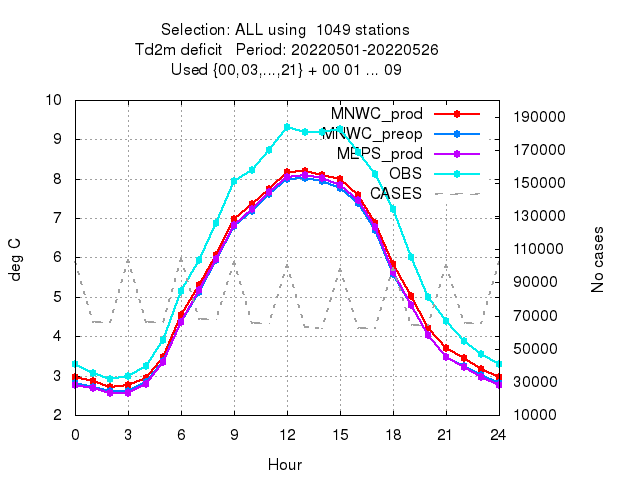 Selection: ALL using  1049 stations
Td2m deficit   Period: 20220501-20220526
Used {00,03,...,21} + 00 01 ... 09
deg C
10
9
8
7
6
5
4
3
2
MNWC_prod
MNWC_preop
MEPS_prod
OBS
CASES
190000
170000
150000
130000
110000
90000
70000
50000
30000
10000
No cases
0 3 6 9 12 15 18 21 24
Hour